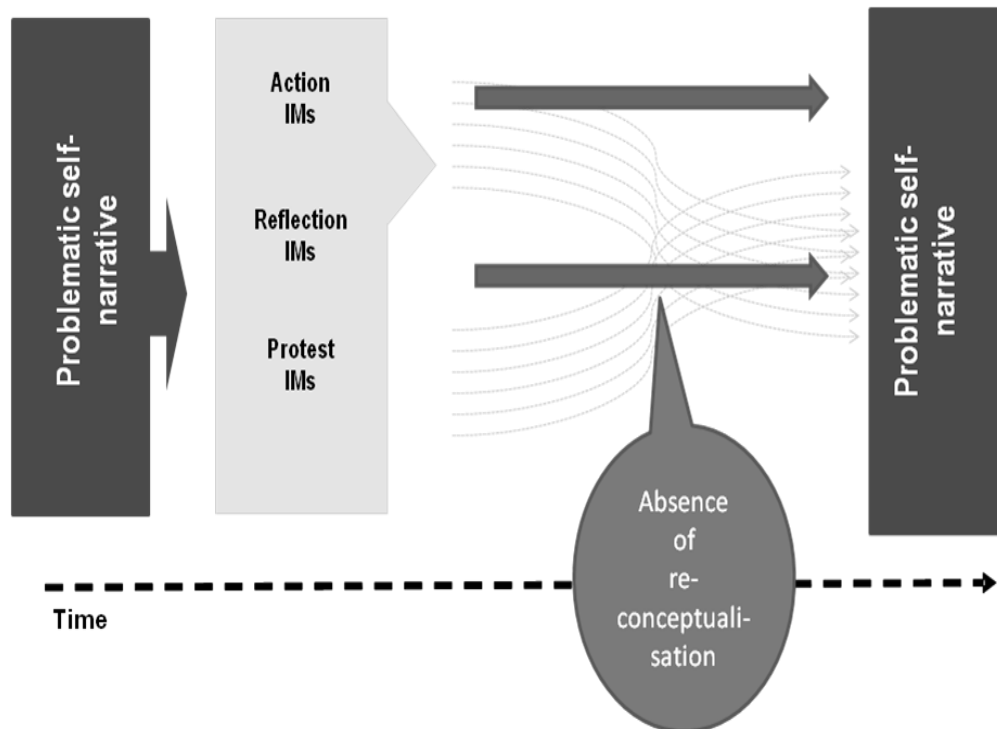 Problematic self-
narrative
Action
IMs
Reflection
IMs
Protest
IMs
Problematic self-
narrative
Absence
of
re-
conceptuali-
sation
Time